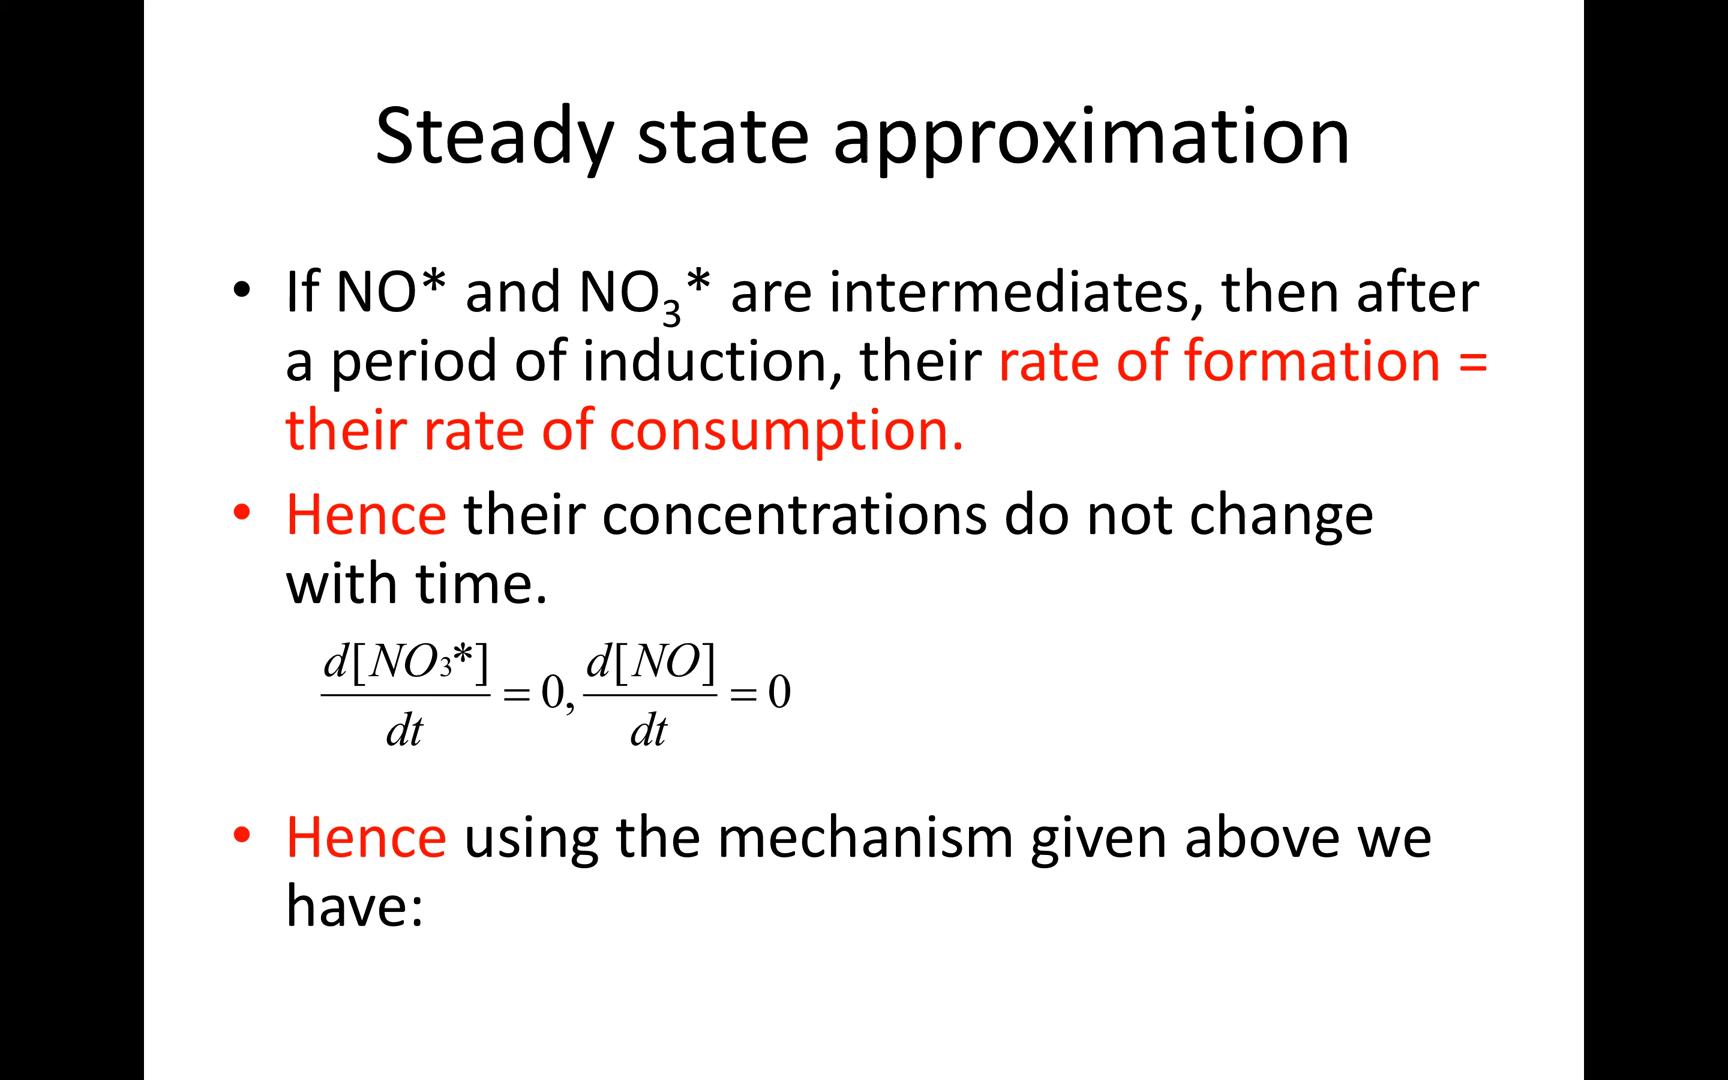 Steady state approximation
• If NO* and NO₃* are intermediates, then after
a period of induction, their rate of formation =
their rate of consumption.
• Hence their concentrations do not change
with time.
d[NO₃*]/dt = 0, d[NO]/dt = 0
• Hence using the mechanism given above we
have: